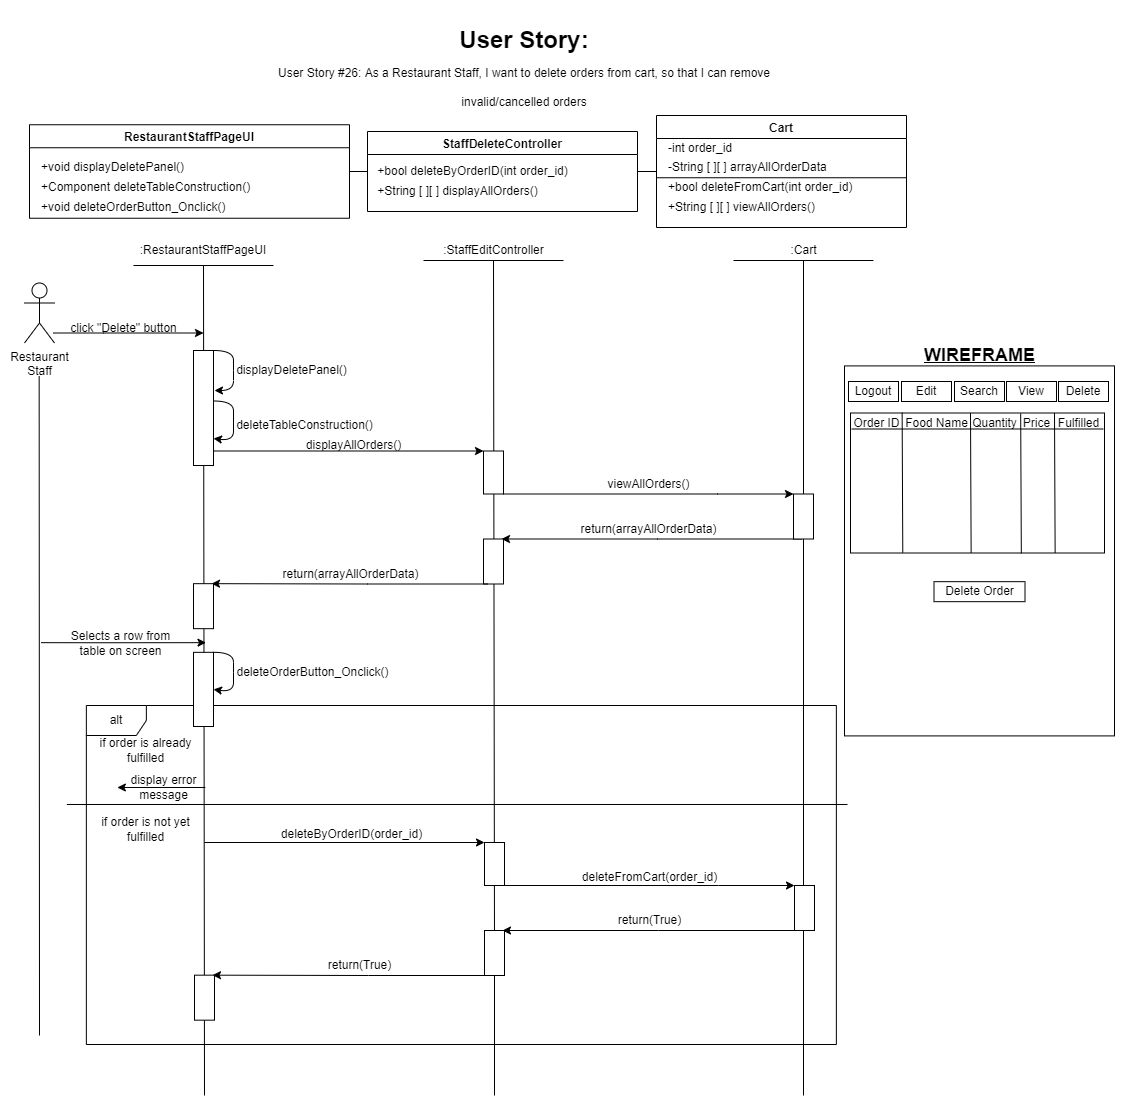 User Story:
User Story #26: As a Restaurant Staff, I want to delete orders from cart, so that I can remove
invalid/cancelled orders
RestaurantStaffPageUI
+void displayDeletePanel()
+Component deleteTableConstruction()
+void deleteOrderButton_Onclick()
StaffDeleteController
+bool deleteByOrderID(int order_id)
+String [ ][ ] displayAllOrders()
Cart
-int order_id
-String [ ][ ] arrayAllOrderData
+bool deleteFromCart(int order_id)
+String [ ][ ] viewAllOrders()
:RestaurantStaffPageUI
:StaffEditController
:Cart
Restaurant
Staff
click "Delete" button
displayDeletePanel()
deleteTableConstruction()
displayAllOrders()
viewAllOrders()
return(arrayAllOrderData)
return(arrayAllOrderData)
Selects a row from
table on screen
deleteOrderButton_Onclick()
alt
if order is already
fulfilled
display error
message
if order is not yet
fulfilled
deleteByOrderID(order_id)
deleteFromCart(order_id)
return(True)
return(True)
WIREFRAME
Logout Edit Search View Delete
Order ID Food Name Quantity Price Fulfilled
Delete Order